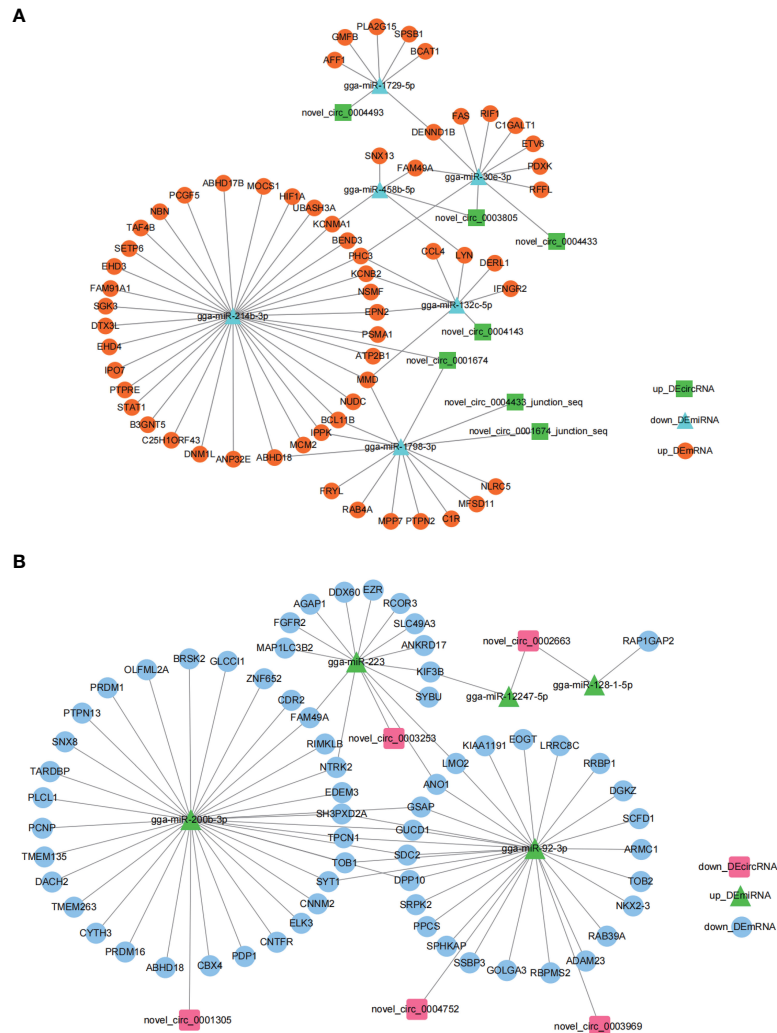 A
PLA2G15
GMFB
SPSB1
AFF1
BCAT1
gga-miR-1729-5p
novel_circ_0004493
DENND1B
FAS
RIF1
C1GALT1
SNX13
ETV6
FAM49A
gga-miR-30e-3p
PDXK
gga-miR-458b-5p
RFFL
ABHD17B
MOCS1
PCGF5
HIF1A
NBN
UBASH3A
novel_circ_0003805
TAF4B
KCNMA1
novel_circ_0004433
SETP6
BEND3
CCL4
LYN
EHD3
PHC3
DERL1
FAM91A1
KCNB2
SGK3
NSMF
IFNGR2
gga-miR-132c-5p
gga-miR-214b-3p
EPN2
DTX3L
PSMA1
novel_circ_0004143
EHD4
ATP2B1
novel_circ_0001674
IPO7
MMD
PTPRE
up_DEcircRNA
STAT1
NUDC
novel_circ_0004433_junction_seq
B3GNT5
BCL11B
down_DEmiRNA
C25H1ORF43
IPPK
novel_circ_0001674_junction_seq
DNM1L
MCM2
gga-miR-1798-3p
ANP32E
ABHD18
up_DEmRNA
FRYL
NLRC5
RAB4A
MFSD11
MPP7
PTPN2
C1R
B
DDX60
EZR
AGAP1
RCOR3
FGFR2
SLC49A3
MAP1LC3B2
ANKRD17
novel_circ_0002663
RAP1GAP2
BRSK2
GLCCI1
gga-miR-223
OLFML2A
KIF3B
ZNF652
gga-miR-128-1-5p
PRDM1
CDR2
SYBU
gga-miR-12247-5p
PTPN13
FAM49A
novel_circ_0003253
SNX8
RIMKLB
KIAA1191
EOGT
LRRC8C
LMO2
TARDBP
NTRK2
RRBP1
ANO1
PLCL1
EDEM3
DGKZ
GSAP
PCNP
SH3PXD2A
SCFD1
gga-miR-200b-3p
GUCD1
TMEM135
TPCN1
ARMC1
SDC2
gga-miR-92-3p
DACH2
TOB1
down_DEcircRNA
DPP10
TOB2
TMEM263
SYT1
NKX2-3
SRPK2
up_DEmiRNA
CYTH3
CNNM2
PPCS
RAB39A
PRDM16
ELK3
SPHKAP
down_DEmRNA
ABHD18
CNTFR
SSBP3
ADAM23
CBX4
PDP1
GOLGA3
RBPMS2
novel_circ_0004752
novel_circ_0001305
novel_circ_0003969